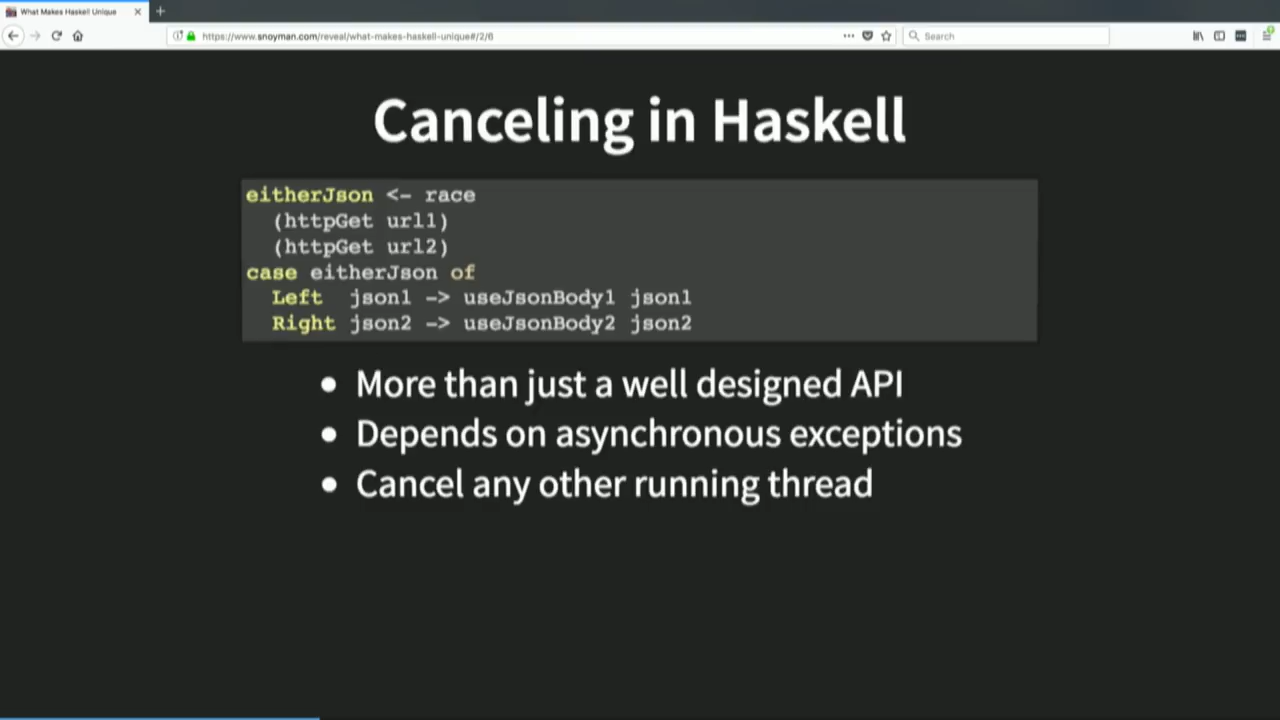 What Makes Haskell Unique
https://www.snoyman.com/reveal/what-makes-haskell-unique#/2/6
Search
Canceling in Haskell
eitherJson <- race
  (httpGet url1)
  (httpGet url2)
case eitherJson of
  Left  json1 -> useJsonBody1 json1
  Right json2 -> useJsonBody2 json2
• More than just a well designed API
• Depends on asynchronous exceptions
• Cancel any other running thread